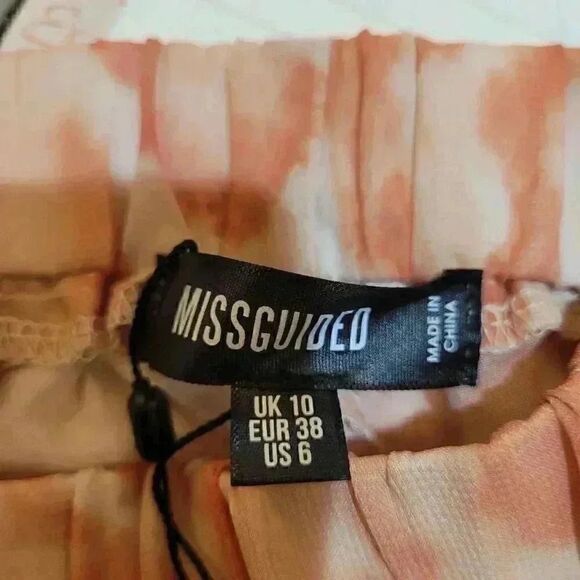 MISSGUIDED
MADE IN
CHINA
UK 10
EUR 38
US 6